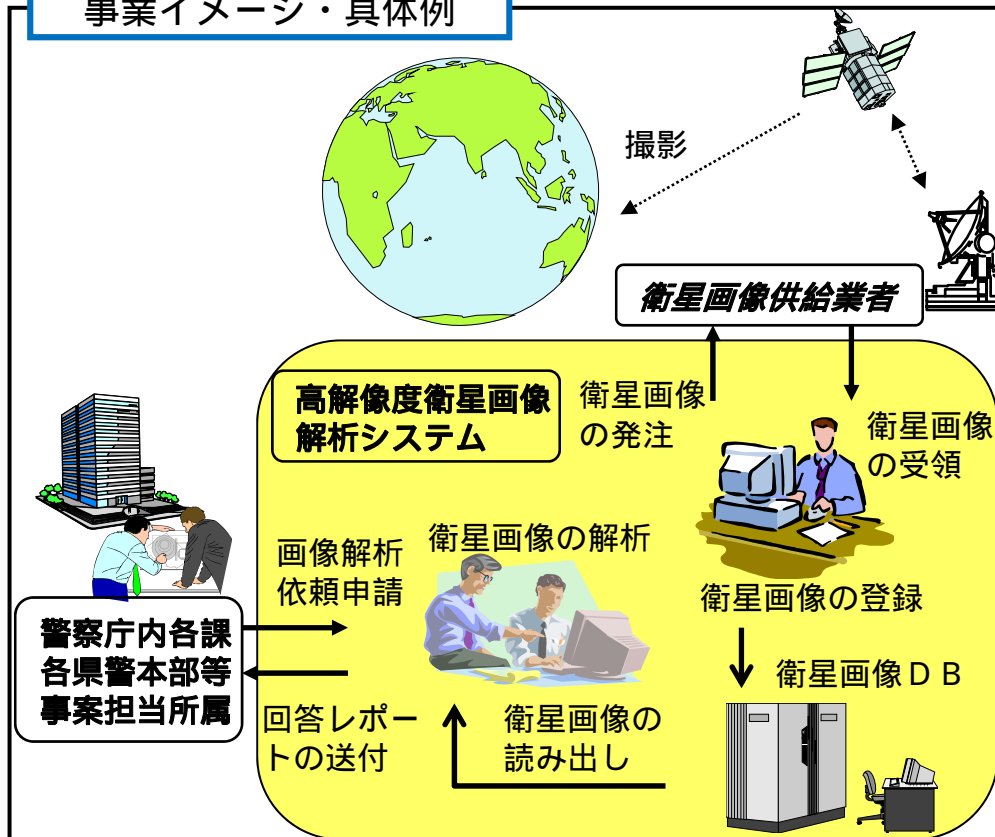 事業イメージ・具体例
撮影
衛星画像供給業者
高解像度衛星画像
解析システム
衛星画像
の発注
衛星画像
の受領
画像解析
依頼申請
衛星画像の解析
衛星画像の登録
警察庁内各課
各県警本部等
事案担当所属
衛星画像ＤＢ
回答レポー
トの送付
衛星画像の
読み出し